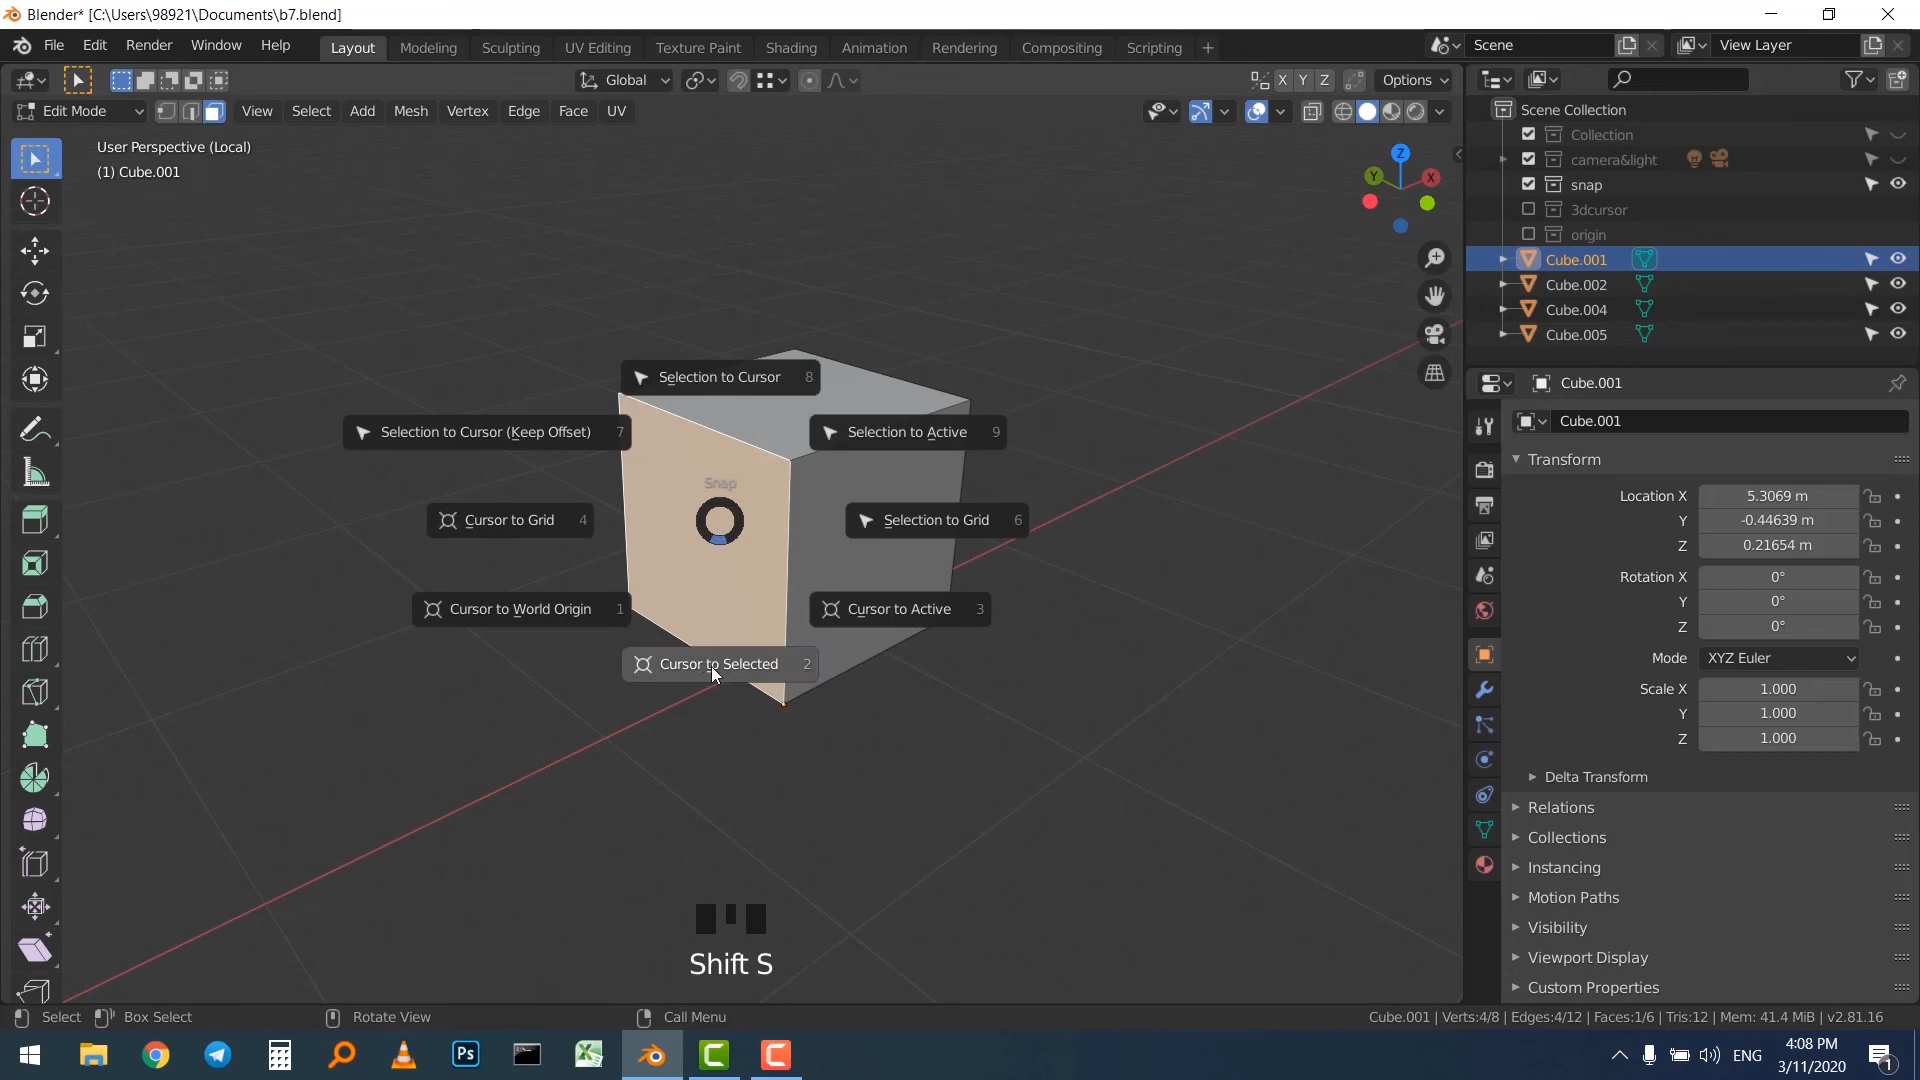 Blender* [C:\Users\98921\Documents\b7.blend]
File Edit Render Window Help Layout Modeling Sculpting UV Editing Texture Paint Shading Animation Rendering Compositing Scripting + Scene View Layer
Global X Y Z Options
Edit Mode View Select Add Mesh Vertex Edge Face UV
User Perspective (Local)
(1) Cube.001
Z
Y
X
Selection to Cursor 8
Selection to Cursor (Keep Offset) 7
Selection to Active 9
Snap
Cursor to Grid 4
Selection to Grid 6
Cursor to World Origin 1
Cursor to Active 3
Cursor to Selected 2
Shift S
Scene Collection
Collection
camera&light
snap
3dcursor
origin
Cube.001
Cube.002
Cube.004
Cube.005
Cube.001
Cube.001
Transform
Location X 5.3069 m
Y -0.44639 m
Z 0.21654 m
Rotation X 0°
Y 0°
Z 0°
Mode XYZ Euler
Scale X 1.000
Y 1.000
Z 1.000
Delta Transform
Relations
Collections
Instancing
Motion Paths
Visibility
Viewport Display
Custom Properties
Select Box Select Rotate View Call Menu Cube.001 | Verts:4/8 | Edges:4/12 | Faces:1/6 | Tris:12 | Mem: 41.4 MiB | v2.81.16
Ps
ENG
4:08 PM
3/11/2020
1